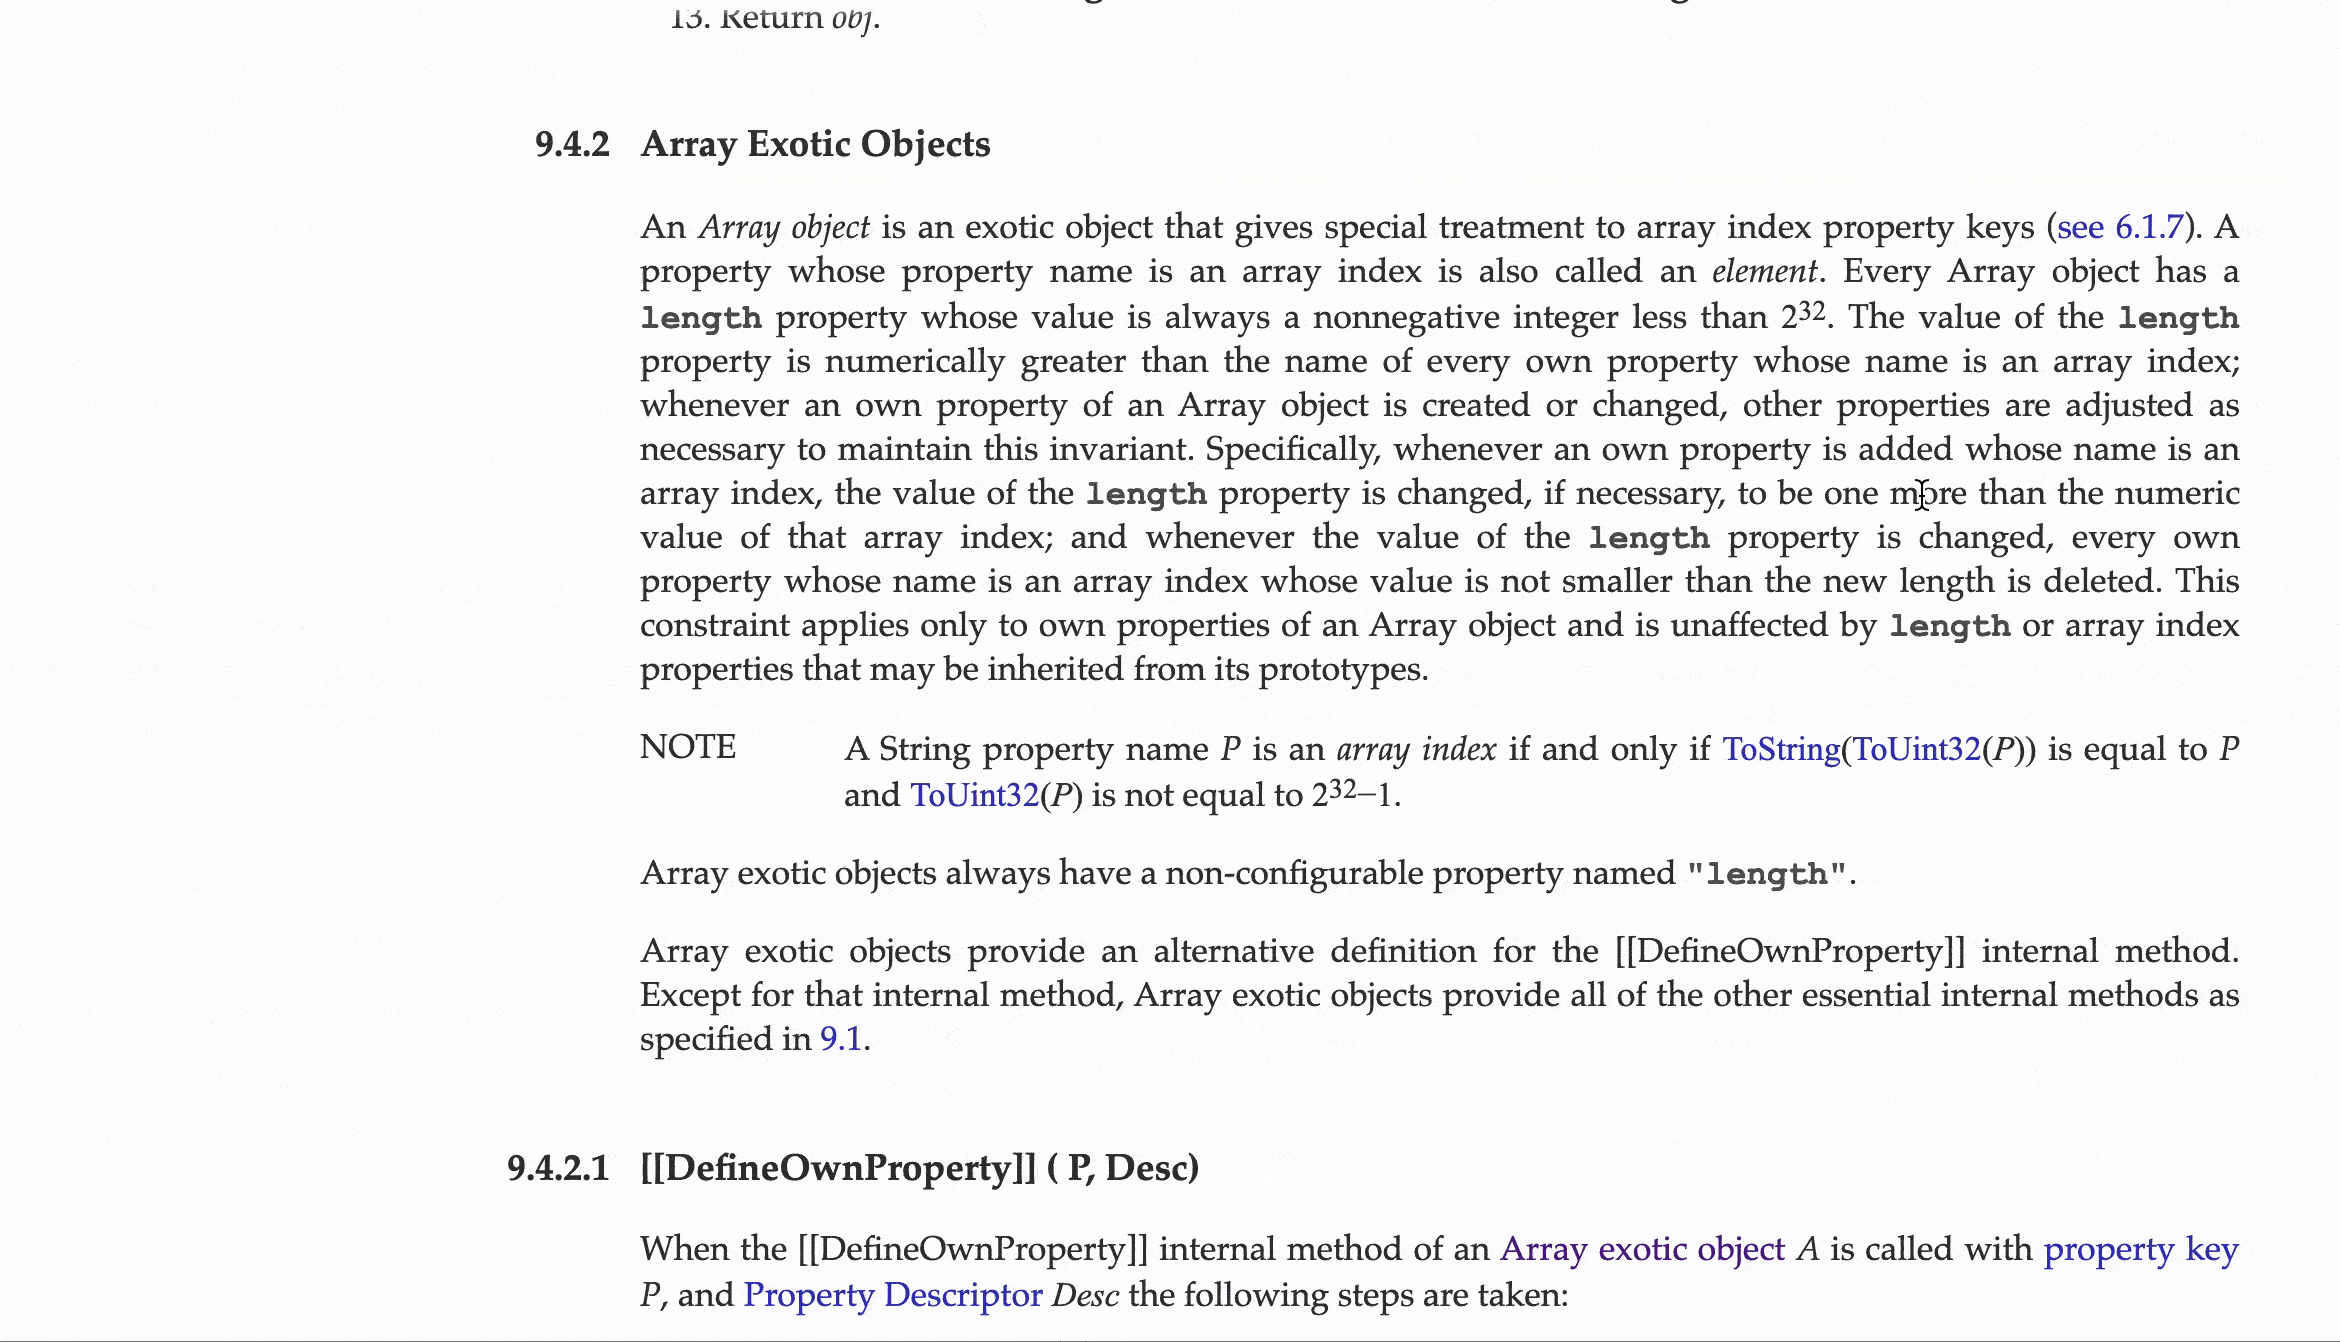 13. Return obj.
9.4.2 Array Exotic Objects
An Array object is an exotic object that gives special treatment to array index property keys (see 6.1.7). A
property whose property name is an array index is also called an element. Every Array object has a
length property whose value is always a nonnegative integer less than 2³². The value of the length
property is numerically greater than the name of every own property whose name is an array index;
whenever an own property of an Array object is created or changed, other properties are adjusted as
necessary to maintain this invariant. Specifically, whenever an own property is added whose name is an
array index, the value of the length property is changed, if necessary, to be one more than the numeric
value of that array index; and whenever the value of the length property is changed, every own
property whose name is an array index whose value is not smaller than the new length is deleted. This
constraint applies only to own properties of an Array object and is unaffected by length or array index
properties that may be inherited from its prototypes.
NOTE A String property name P is an array index if and only if ToString(ToUint32(P)) is equal to P
and ToUint32(P) is not equal to 2³²−1.
Array exotic objects always have a non-configurable property named "length".
Array exotic objects provide an alternative definition for the [[DefineOwnProperty]] internal method.
Except for that internal method, Array exotic objects provide all of the other essential internal methods as
specified in 9.1.
9.4.2.1 [[DefineOwnProperty]] ( P, Desc)
When the [[DefineOwnProperty]] internal method of an Array exotic object A is called with property key
P, and Property Descriptor Desc the following steps are taken: